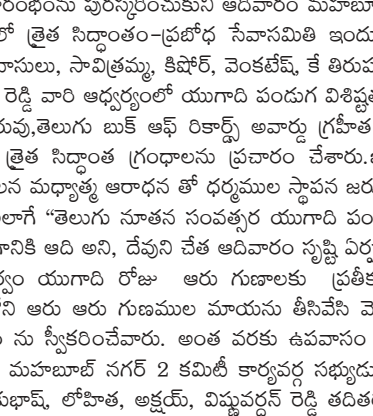 రంభంను పురస్కరించుకుని ఆదివారం మహబూ
లో త్రైత సిద్ధాంతం-ప్రబోధ సేవాసమితి ఇందు
వాసులు, సావిత్రమ్మ, కిషోర్, వెంకటేష్, కే తిరుప
రెడ్డి వారి ఆధ్వర్యంలో యుగాది పండుగ విశిష్టత
రువు,తెలుగు బుక్ ఆఫ్ రికార్డ్స్ అవార్డు గ్రహీత
త్రైత సిద్ధాంత గ్రంధాలను ప్రచారం చేశారు.
లన మధ్యాత్మ ఆరాధన తో ధర్మముల స్థాపన జరు
లాగే “తెలుగు నూతన సంవత్సర యుగాది పం
గానికి ఆది అని, దేవుని చేత ఆదివారం సృష్టి ఏర్ప
ర్వం యుగాది రోజు ఆరు గుణాలకు ప్రతీక
ని ఆరు ఆరు గుణముల మాయను తీసివేసి వె
ను స్వీకరించేవారు. అంత వరకు ఉపవాసం
మహబూబ్ నగర్ 2 కమిటీ కార్యవర్గ సభ్యుడు
భాష్, లోహిత, అక్షయ్, విష్ణువర్ధన్ రెడ్డి తదిత